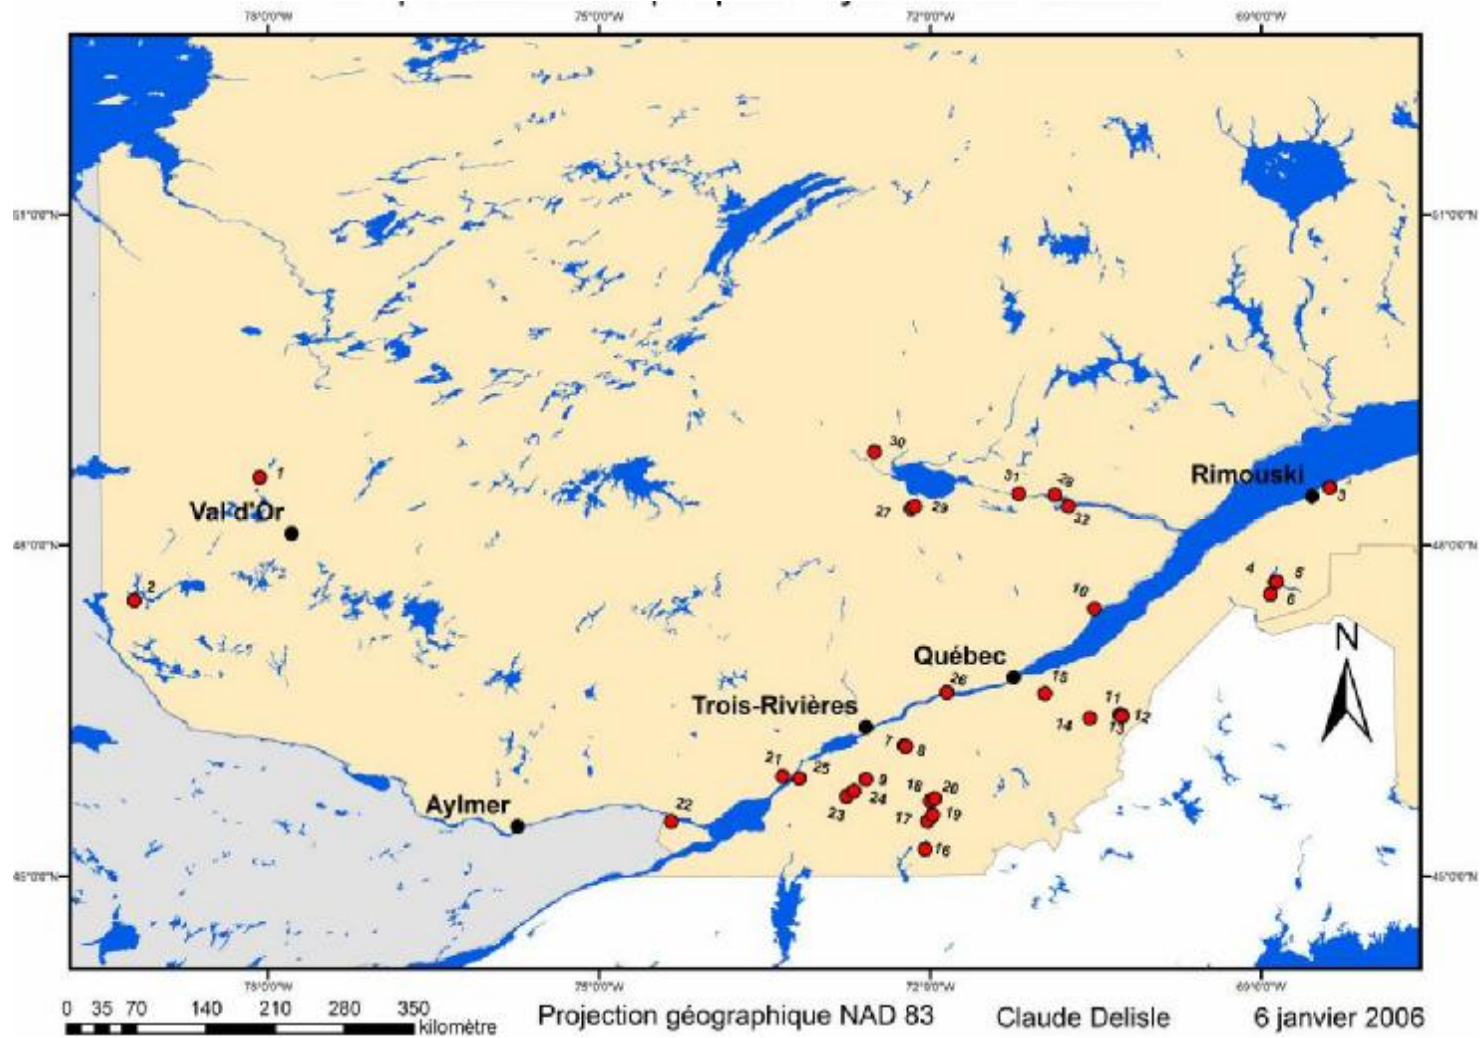 78°0'0"W 75°0'0"W 72°0'0"W 69°0'0"W
51°0'0"N 51°0'0"N
30
Rimouski
31 28
3
1
27 29
32
Val-d'Or
48°0'0"N 48°0'0"N
4 5
2
6
10
N
Québec
26 15
Trois-Rivières
11
14 13 12
7 8
21 25
9
18 20
24
Aylmer
22
23
17 19
16
45°0'0"N 45°0'0"N
78°0'0"W 75°0'0"W 72°0'0"W 69°0'0"W
0 35 70 140 210 280 350
kilomètre
Projection géographique NAD 83 Claude Delisle 6 janvier 2006